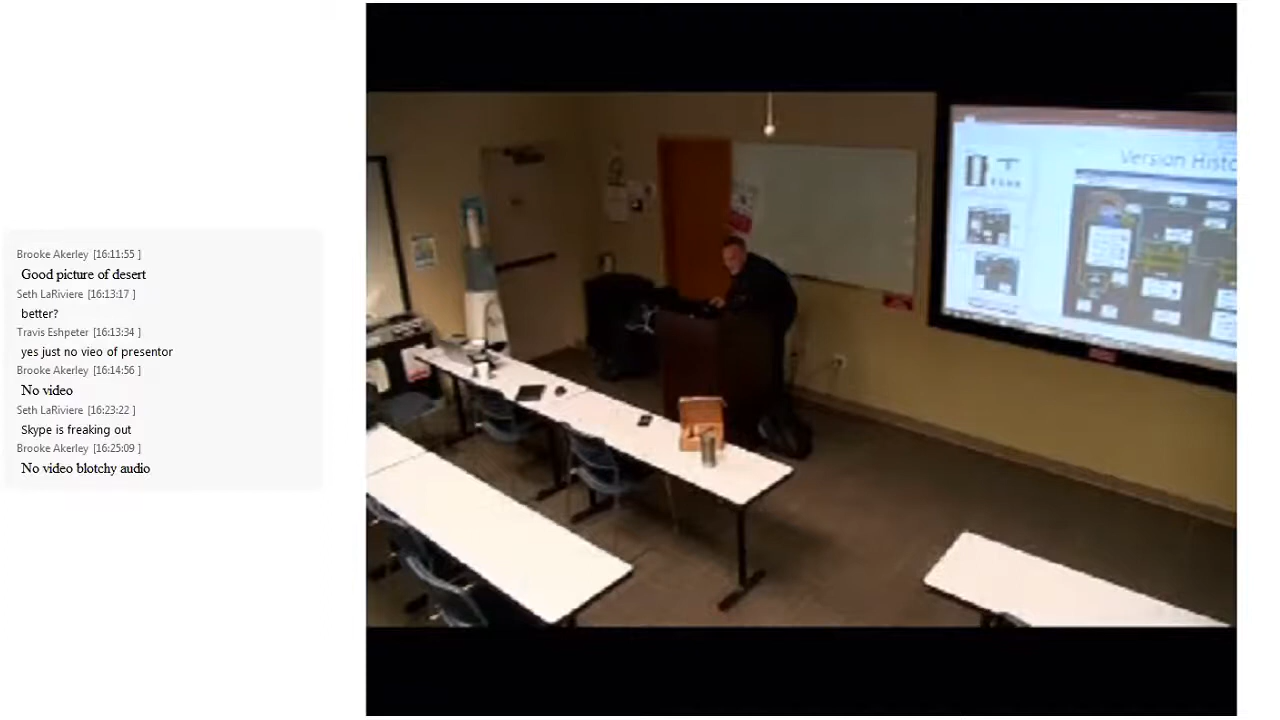 Brooke Akerley [16:11:55 ]
Good picture of desert
Seth LaRiviere [16:13:17 ]
better?
Travis Eshpeter [16:13:34 ]
yes just no vieo of presentor
Brooke Akerley [16:14:56 ]
No video
Seth LaRiviere [16:23:22 ]
Skype is freaking out
Brooke Akerley [16:25:09 ]
No video blotchy audio
Version Histo